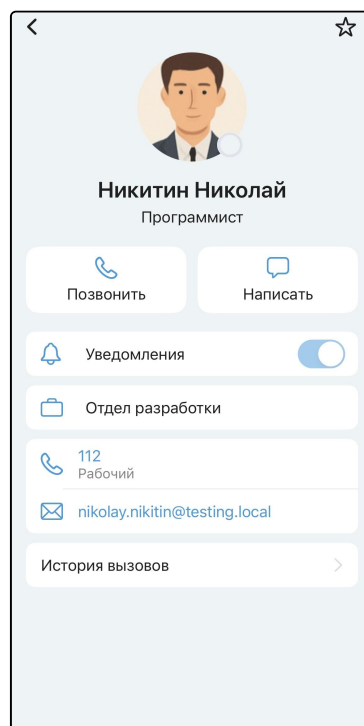 Никитин Николай
Программист
Позвонить
Написать
Уведомления
Отдел разработки
112
Рабочий
nikolay.nikitin@testing.local
История вызовов